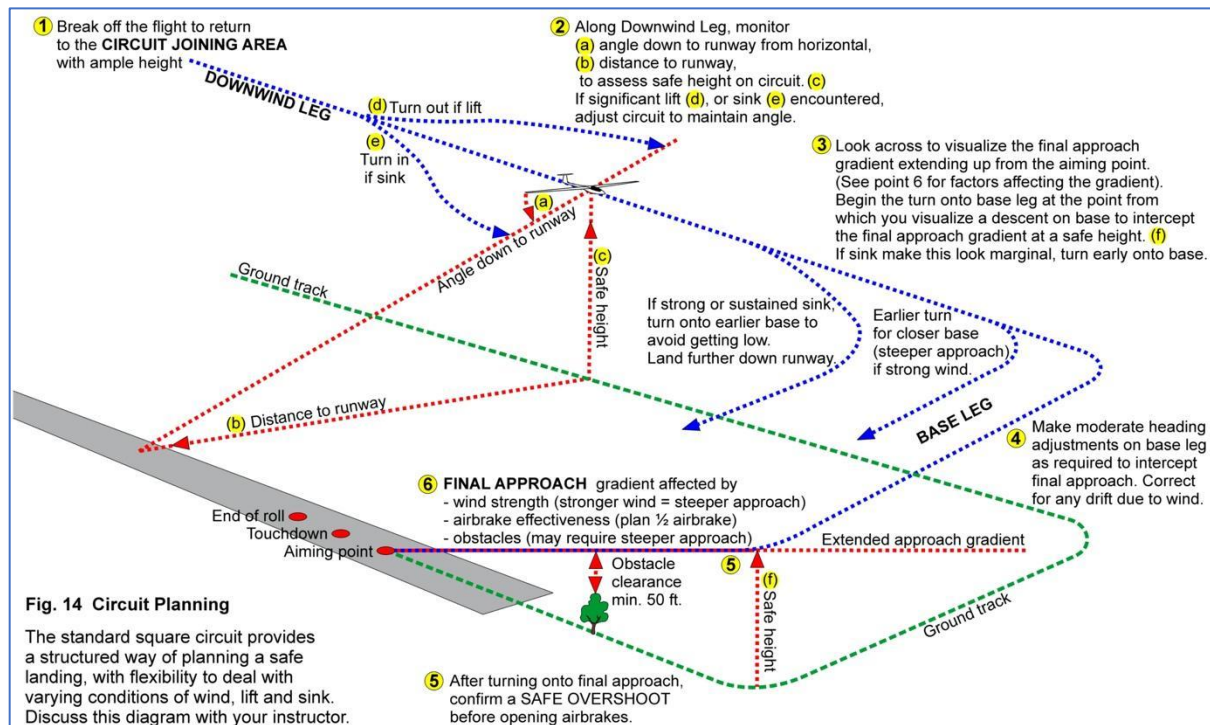 1 Break off the flight to return
to the CIRCUIT JOINING AREA
with ample height
DOWNWIND LEG
(d) Turn out if lift
(e)
Turn in
if sink
2 Along Downwind Leg, monitor
(a) angle down to runway from horizontal,
(b) distance to runway,
to assess safe height on circuit. (c)
If significant lift (d), or sink (e) encountered,
adjust circuit to maintain angle.
3 Look across to visualize the final approach
gradient extending up from the aiming point.
(See point 6 for factors affecting the gradient).
Begin the turn onto base leg at the point from
which you visualize a descent on base to intercept
the final approach gradient at a safe height. (f)
If sink make this look marginal, turn early onto base.
(a)
Angle down to runway
(c) Safe height
Ground track
If strong or sustained sink,
turn onto earlier base to
avoid getting low.
Land further down runway.
Earlier turn
for closer base
(steeper approach)
if strong wind.
(b) Distance to runway
BASE LEG
4 Make moderate heading
adjustments on base leg
as required to intercept
final approach. Correct
for any drift due to wind.
6 FINAL APPROACH gradient affected by
- wind strength (stronger wind = steeper approach)
- airbrake effectiveness (plan ½ airbrake)
- obstacles (may require steeper approach)
End of roll
Touchdown
Aiming point
Extended approach gradient
5
Obstacle
clearance
min. 50 ft.
(f) Safe height
Ground track
Fig. 14 Circuit Planning
The standard square circuit provides
a structured way of planning a safe
landing, with flexibility to deal with
varying conditions of wind, lift and sink.
Discuss this diagram with your instructor.
5 After turning onto final approach,
confirm a SAFE OVERSHOOT
before opening airbrakes.